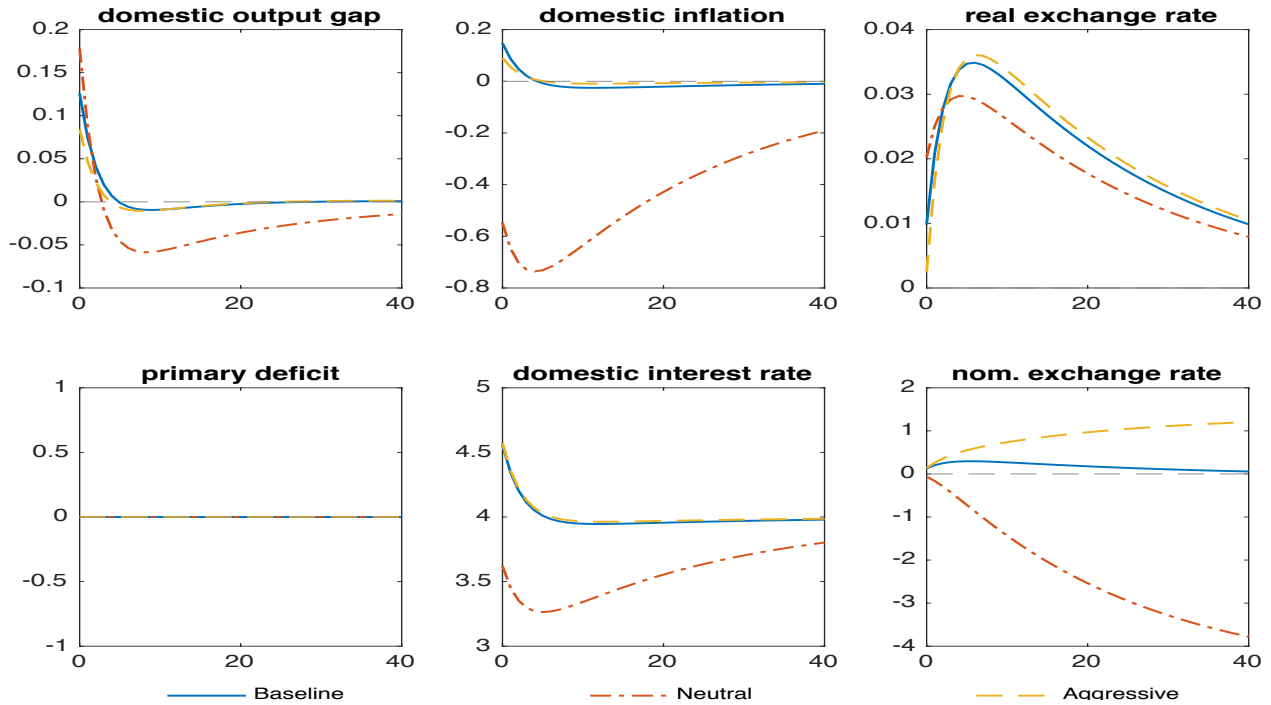 domestic output gap
0.2
0.15
0.1
0.05
0
-0.05
-0.1
0 20 40
domestic inflation
0.2
0
-0.2
-0.4
-0.6
-0.8
0 20 40
real exchange rate
0.04
0.03
0.02
0.01
0
0 20 40
primary deficit
1
0.5
0
-0.5
-1
0 20 40
domestic interest rate
5
4.5
4
3.5
3
0 20 40
nom. exchange rate
2
1
0
-1
-2
-3
-4
0 20 40
Baseline
Neutral
Aggressive